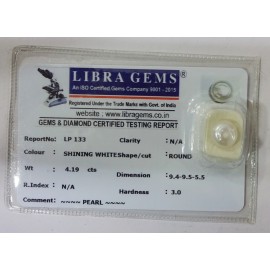 LIBRA GEMS®
An ISO Certified Gems Company 9001 - 2015
Registered Under the Trade Marks with Govt. of India
website : www.libragems.co.in
GEMS & DIAMOND CERTIFIED TESTING REPORT
ReportNo: LP 133 Clarity : N/A
Colour : SHINING WHITE Shape/cut : ROUND
Wt : 4.19 cts Dimension : 9.4-9.5-5.5
R.Index : N/A Hardness : 3.0
Comment : ~~~~ PEARL ~~~~